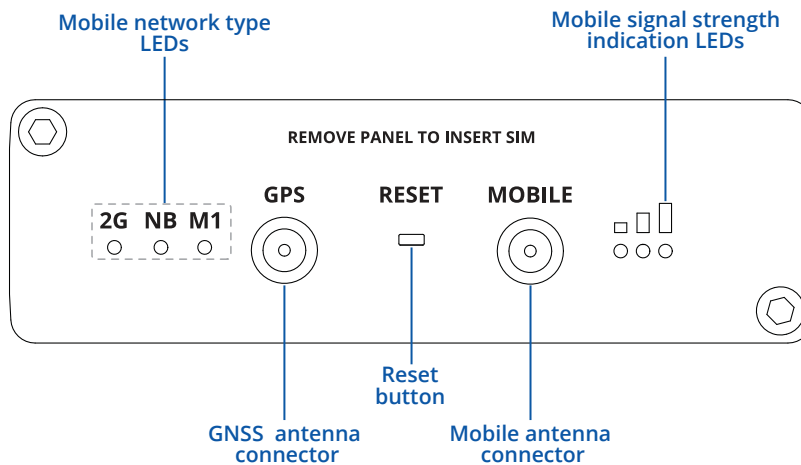 Mobile network type
LEDs
Mobile signal strength
indication LEDs
REMOVE PANEL TO INSERT SIM
GPS
RESET
MOBILE
2G NB M1
Reset
button
GNSS antenna
connector
Mobile antenna
connector